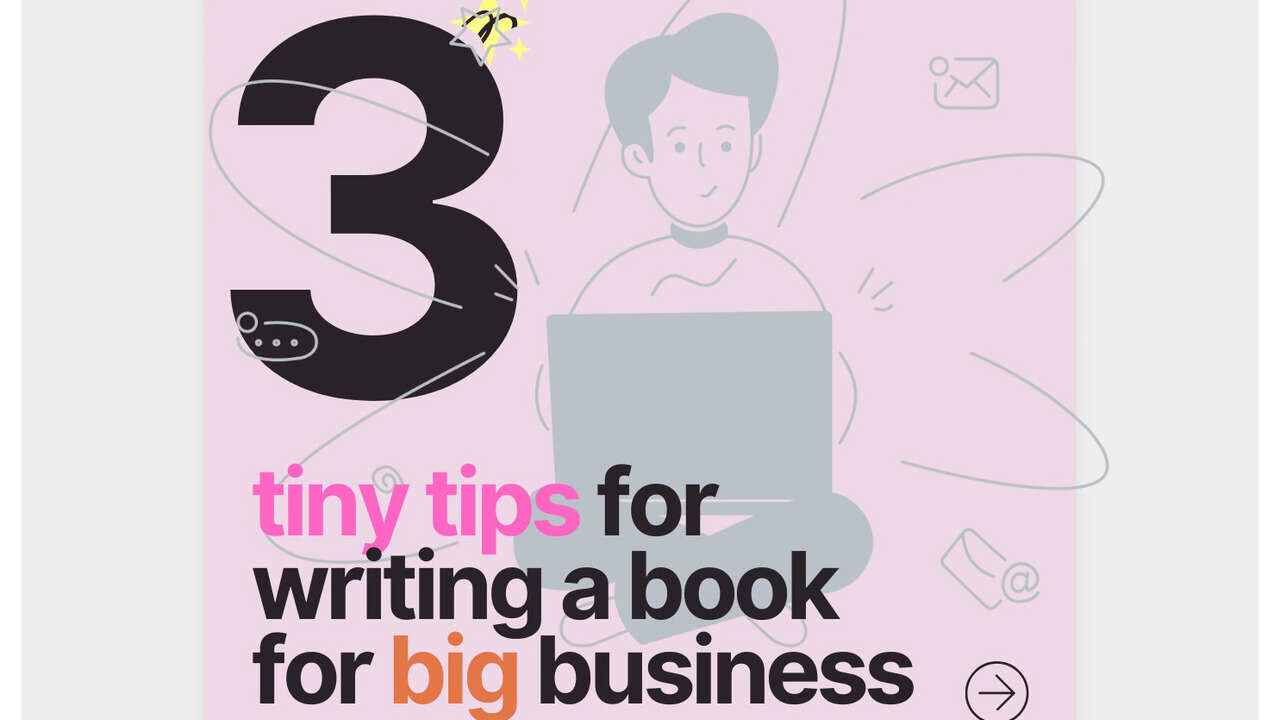 3
tiny tips for
writing a book
for big business
@